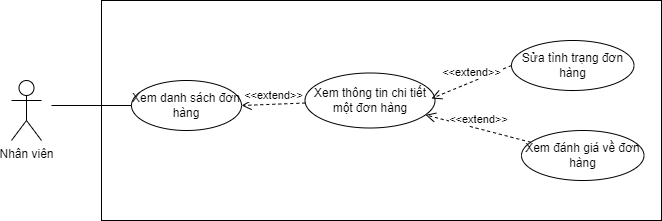 Nhân viên
Xem danh sách đơn
hàng
<<extend>>
Xem thông tin chi tiết
một đơn hàng
<<extend>>
Sửa tình trạng đơn
hàng
<<extend>>
Xem đánh giá về đơn
hàng